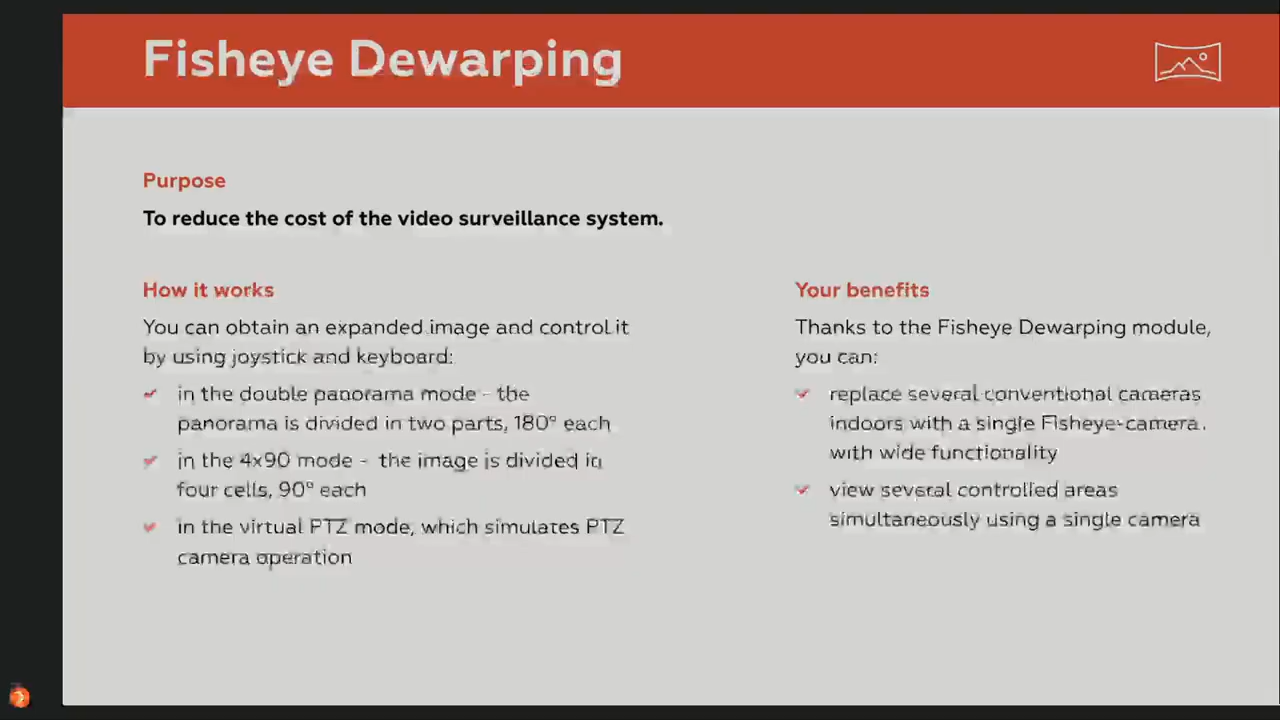 Fisheye Dewarping
Purpose
To reduce the cost of the video surveillance system.
How it works
You can obtain an expanded image and control it
by using joystick and keyboard:
in the double panorama mode - the
panorama is divided in two parts, 180° each
in the 4x90 mode - the image is divided in
four cells, 90° each
in the virtual PTZ mode, which simulates PTZ
camera operation
Your benefits
Thanks to the Fisheye Dewarping module,
you can:
replace several conventional cameras
indoors with a single Fisheye-camera
with wide functionality
view several controlled areas
simultaneously using a single camera